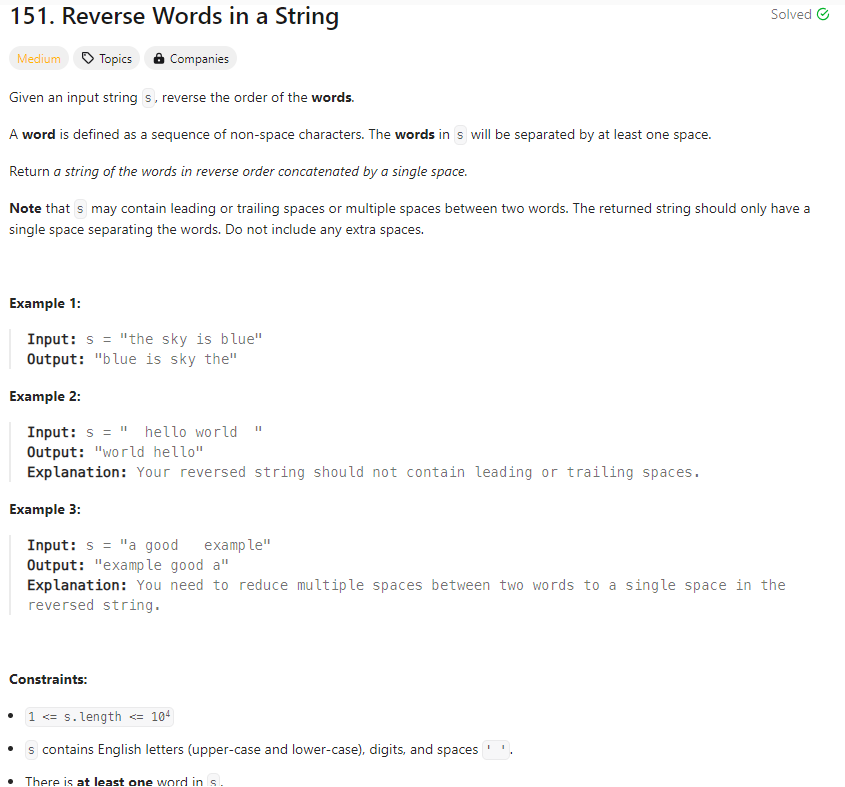 151. Reverse Words in a String
Solved
Medium Topics Companies
Given an input string s, reverse the order of the words.
A word is defined as a sequence of non-space characters. The words in s will be separated by at least one space.
Return a string of the words in reverse order concatenated by a single space.
Note that s may contain leading or trailing spaces or multiple spaces between two words. The returned string should only have a
single space separating the words. Do not include any extra spaces.
Example 1:
Input: s = "the sky is blue"
Output: "blue is sky the"
Example 2:
Input: s = "  hello world  "
Output: "world hello"
Explanation: Your reversed string should not contain leading or trailing spaces.
Example 3:
Input: s = "a good   example"
Output: "example good a"
Explanation: You need to reduce multiple spaces between two words to a single space in the
reversed string.
Constraints:
• 1 <= s.length <= 10⁴
• s contains English letters (upper-case and lower-case), digits, and spaces ' '.
• There is at least one word in s.